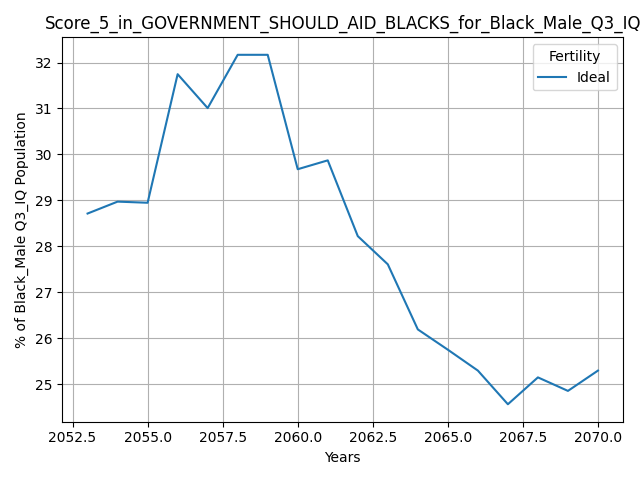 Score_5_in_GOVERNMENT_SHOULD_AID_BLACKS_for_Black_Male_Q3_IQ
Fertility
Ideal
% of Black_Male Q3_IQ Population
32
31
30
29
28
27
26
25
2052.5 2055.0 2057.5 2060.0 2062.5 2065.0 2067.5 2070.0
Years